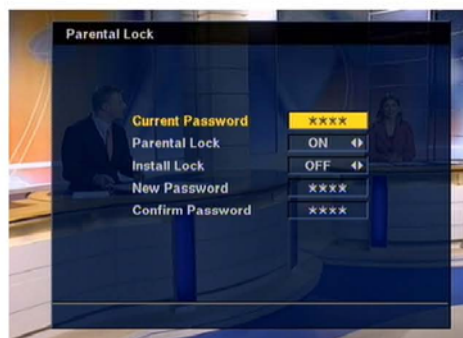 Parental Lock
Current Password ****
Parental Lock ON
Install Lock OFF
New Password ****
Confirm Password ****